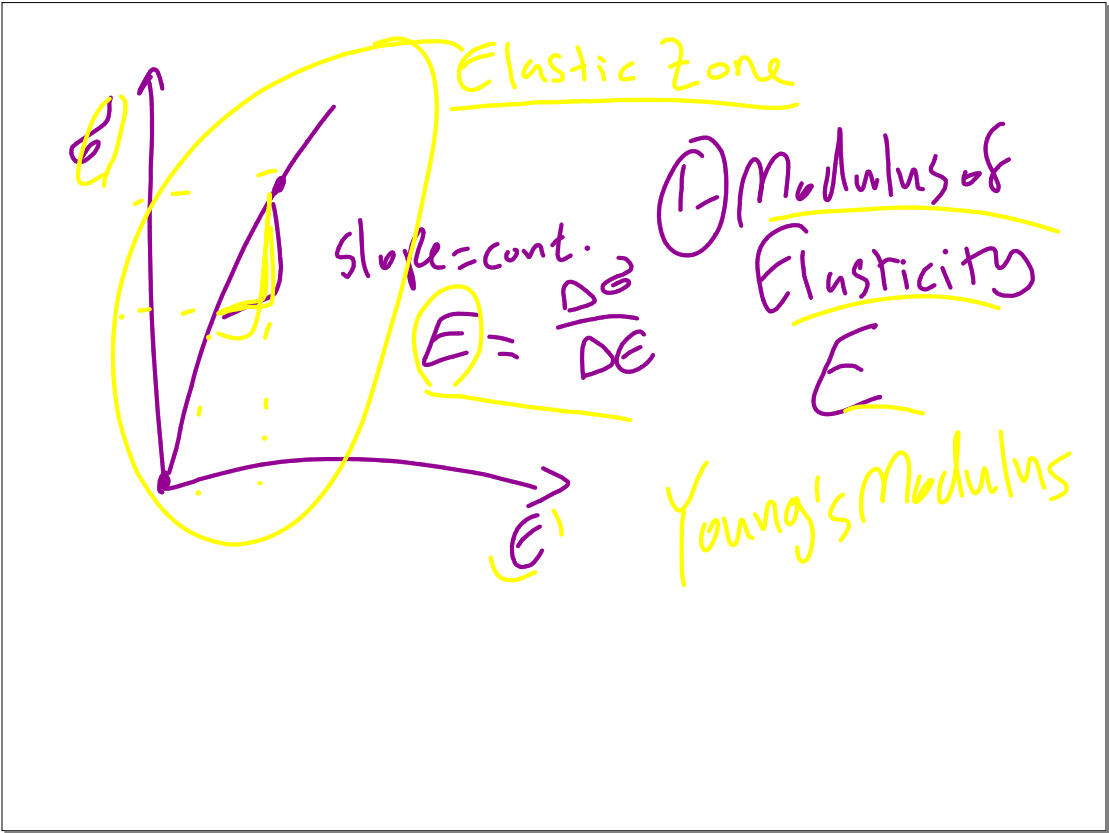 Elastic Zone
σ
1- Modulus of
Elasticity
E
slope = cont.
E = Δσ / Δϵ
Young's Modulus
ϵ